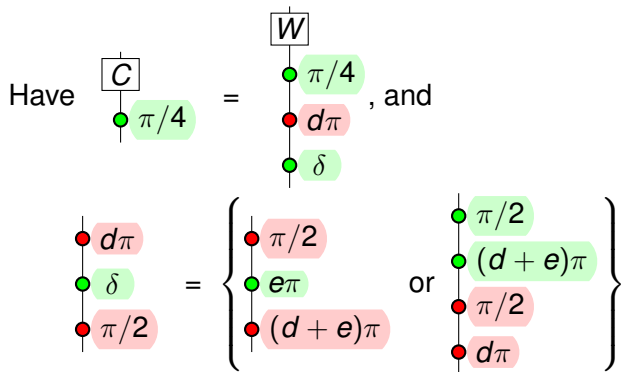 W
Have C π/4 = π/4 , and
dπ
δ
dπ π/2 π/2
δ = { eπ or (d + e)π }
π/2 (d + e)π π/2
dπ